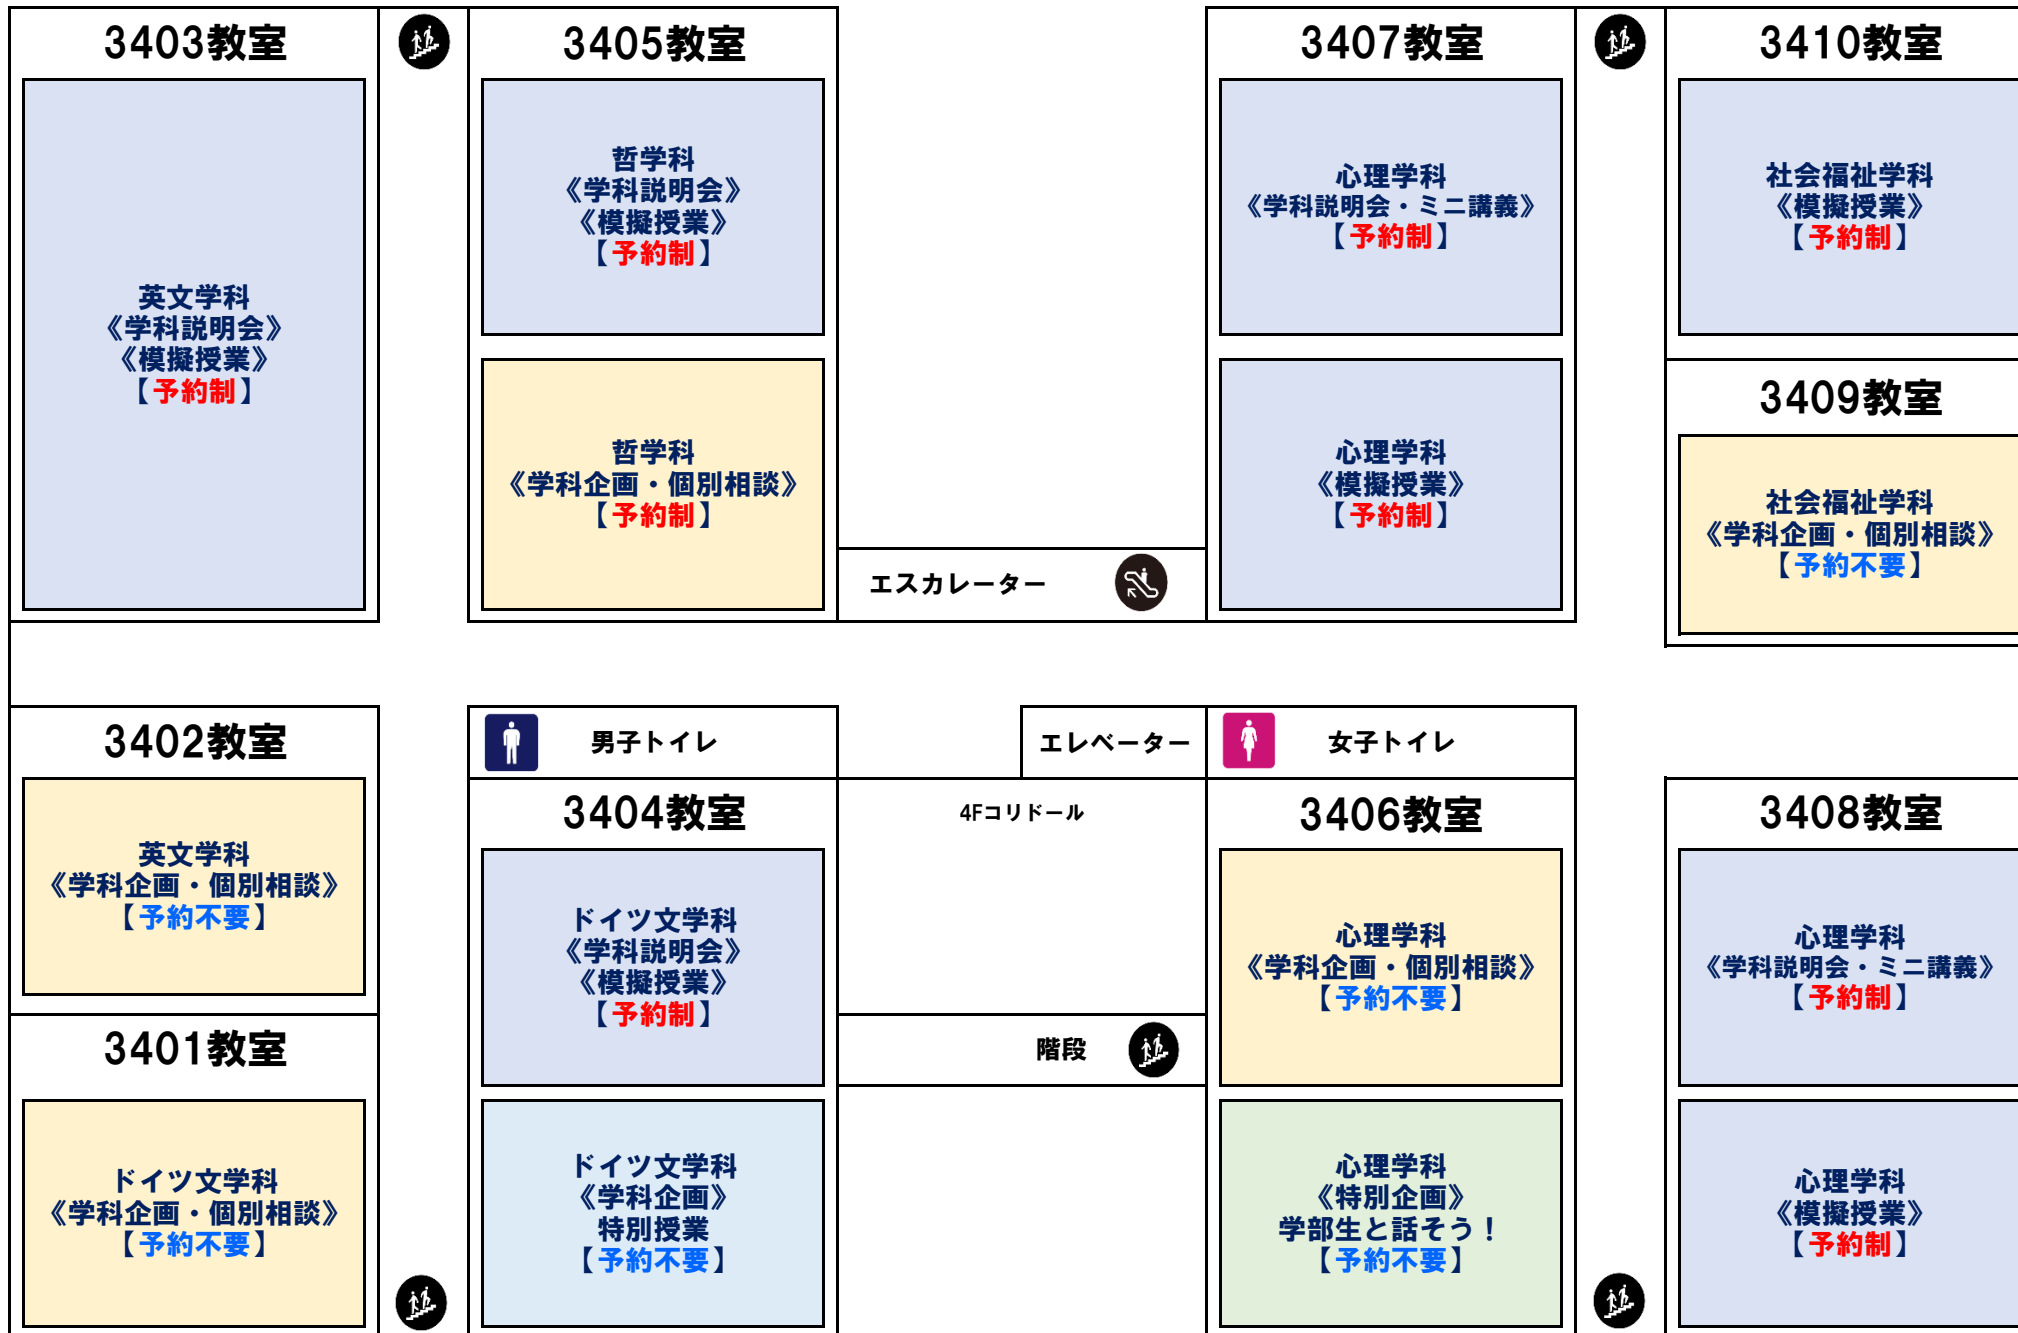 3403教室
英文学科
《学科説明会》
《模擬授業》
【予約制】
3405教室
哲学科
《学科説明会》
《模擬授業》
【予約制】
哲学科
《学科企画・個別相談》
【予約制】
エスカレーター
3407教室
心理学科
《学科説明会・ミニ講義》
【予約制】
心理学科
《模擬授業》
【予約制】
3410教室
社会福祉学科
《模擬授業》
【予約制】
3409教室
社会福祉学科
《学科企画・個別相談》
【予約不要】
3402教室
英文学科
《学科企画・個別相談》
【予約不要】
3401教室
ドイツ文学科
《学科企画・個別相談》
【予約不要】
男子トイレ
3404教室
ドイツ文学科
《学科説明会》
《模擬授業》
【予約制】
ドイツ文学科
《学科企画》
特別授業
【予約不要】
エレベーター
4Fコリドール
階段
女子トイレ
3406教室
心理学科
《学科企画・個別相談》
【予約不要】
心理学科
《特別企画》
学部生と話そう！
【予約不要】
3408教室
心理学科
《学科説明会・ミニ講義》
【予約制】
心理学科
《模擬授業》
【予約制】